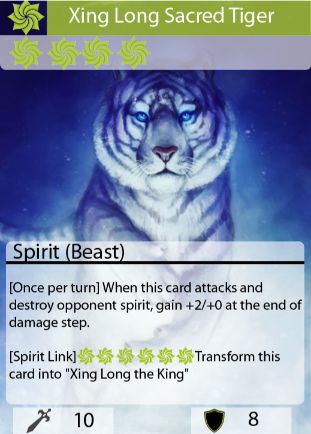 Xing Long Sacred Tiger
Spirit (Beast)
[Once per turn] When this card attacks and
destroy opponent spirit, gain +2/+0 at the end of
damage step.
[Spirit Link] Transform this
card into "Xing Long the King"
10 8